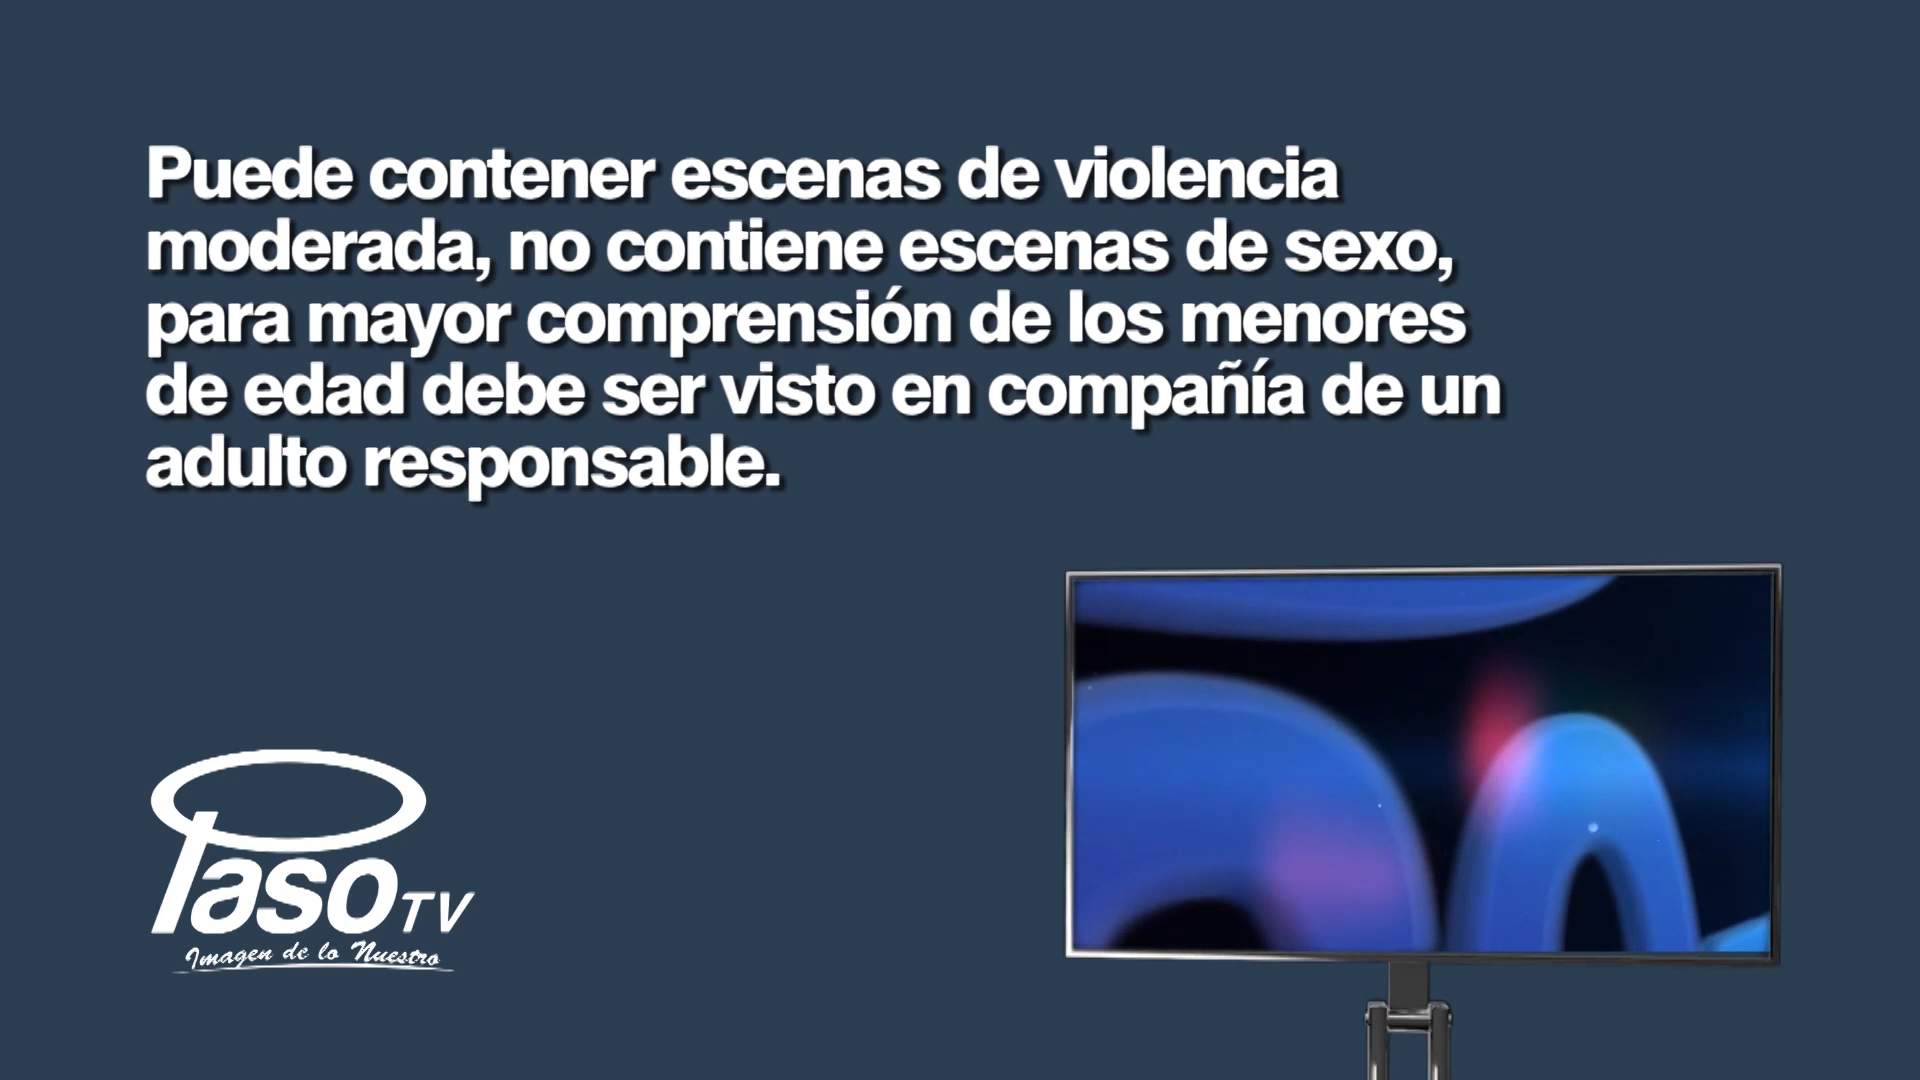 Puede contener escenas de violencia
moderada, no contiene escenas de sexo,
para mayor comprensión de los menores
de edad debe ser visto en compañía de un
adulto responsable.
Paso TV
Imagen de lo Nuestro